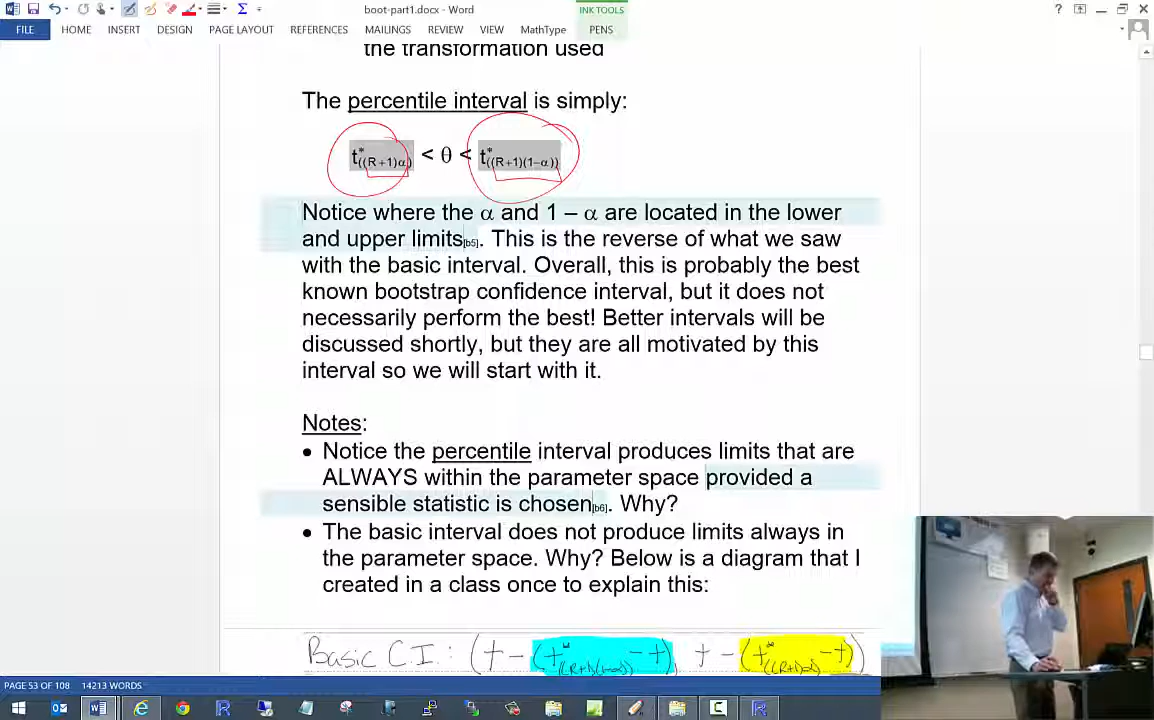 boot-part1.docx - Word
INK TOOLS
FILE HOME INSERT DESIGN PAGE LAYOUT REFERENCES MAILINGS REVIEW VIEW MathType PENS
the transformation used
The percentile interval is simply:
t*((R+1)α) < θ < t*((R+1)(1−α))
Notice where the α and 1 – α are located in the lower
and upper limits[b5]. This is the reverse of what we saw
with the basic interval. Overall, this is probably the best
known bootstrap confidence interval, but it does not
necessarily perform the best! Better intervals will be
discussed shortly, but they are all motivated by this
interval so we will start with it.
Notes:
• Notice the percentile interval produces limits that are
ALWAYS within the parameter space provided a
sensible statistic is chosen[b6]. Why?
• The basic interval does not produce limits always in
the parameter space. Why? Below is a diagram that I
created in a class once to explain this:
Basic C.I.: (t - (t*((R+1)(1-α)) - t), t - (t*((R+1)α) - t))
PAGE 53 OF 108 14213 WORDS